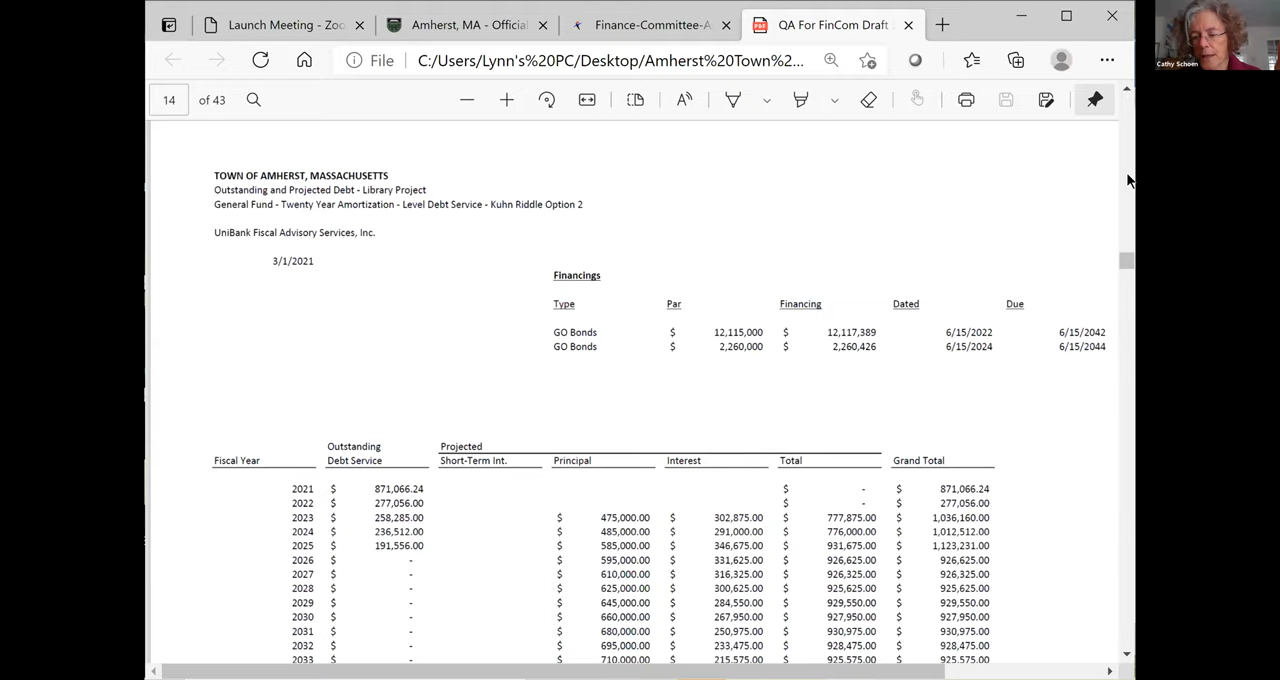 Launch Meeting - Zoo
Amherst, MA - Official
Finance-Committee-A
QA For FinCom Draft
File
C:/Users/Lynn's%20PC/Desktop/Amherst%20Town%2...
14 of 43
Cathy Schoen
TOWN OF AMHERST, MASSACHUSETTS
Outstanding and Projected Debt - Library Project
General Fund - Twenty Year Amortization - Level Debt Service - Kuhn Riddle Option 2
UniBank Fiscal Advisory Services, Inc.
3/1/2021
Financings
Type Par Financing Dated Due
GO Bonds $ 12,115,000 $ 12,117,389 6/15/2022 6/15/2042
GO Bonds $ 2,260,000 $ 2,260,426 6/15/2024 6/15/2044
Outstanding Projected
Fiscal Year Debt Service Short-Term Int. Principal Interest Total Grand Total
2021 $ 871,066.24 $ - $ 871,066.24
2022 $ 277,056.00 $ - $ 277,056.00
2023 $ 258,285.00 $ 475,000.00 $ 302,875.00 $ 777,875.00 $ 1,036,160.00
2024 $ 236,512.00 $ 485,000.00 $ 291,000.00 $ 776,000.00 $ 1,012,512.00
2025 $ 191,556.00 $ 585,000.00 $ 346,675.00 $ 931,675.00 $ 1,123,231.00
2026 $ - $ 595,000.00 $ 331,625.00 $ 926,625.00 $ 926,625.00
2027 $ - $ 610,000.00 $ 316,325.00 $ 926,325.00 $ 926,325.00
2028 $ - $ 625,000.00 $ 300,625.00 $ 925,625.00 $ 925,625.00
2029 $ - $ 645,000.00 $ 284,550.00 $ 929,550.00 $ 929,550.00
2030 $ - $ 660,000.00 $ 267,950.00 $ 927,950.00 $ 927,950.00
2031 $ - $ 680,000.00 $ 250,975.00 $ 930,975.00 $ 930,975.00
2032 $ - $ 695,000.00 $ 233,475.00 $ 928,475.00 $ 928,475.00
2033 $ - $ 710,000.00 $ 215,575.00 $ 925,575.00 $ 925,575.00